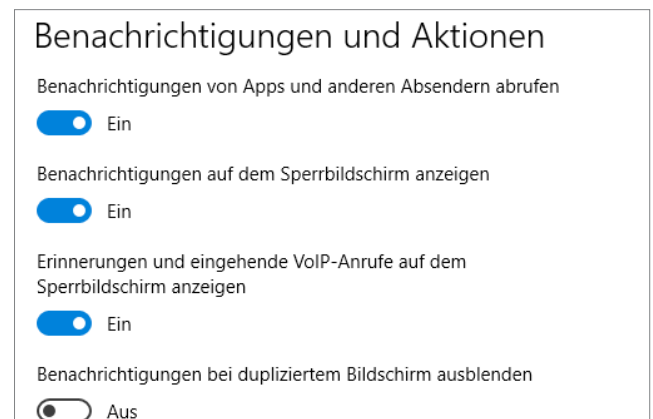 Benachrichtigungen und Aktionen
Benachrichtigungen von Apps und anderen Absendern abrufen
Ein
Benachrichtigungen auf dem Sperrbildschirm anzeigen
Ein
Erinnerungen und eingehende VoIP-Anrufe auf dem
Sperrbildschirm anzeigen
Ein
Benachrichtigungen bei dupliziertem Bildschirm ausblenden
Aus